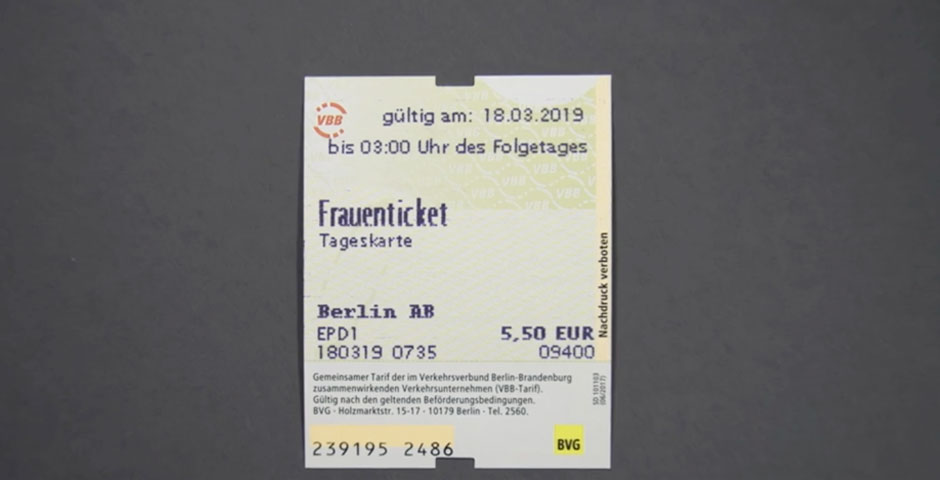 VBB
gültig am: 18.03.2019
bis 03:00 Uhr des Folgetages
Frauenticket
Tageskarte
Berlin AB
EPD1 5,50 EUR
180319 0735 09400
Nachdruck verboten
Gemeinsamer Tarif der im Verkehrsverbund Berlin-Brandenburg
zusammenwirkenden Verkehrsunternehmen (VBB-Tarif).
Gültig nach den geltenden Beförderungsbedingungen.
BVG · Holzmarktstr. 15-17 · 10179 Berlin · Tel. 2560.
239195 2486
BVG